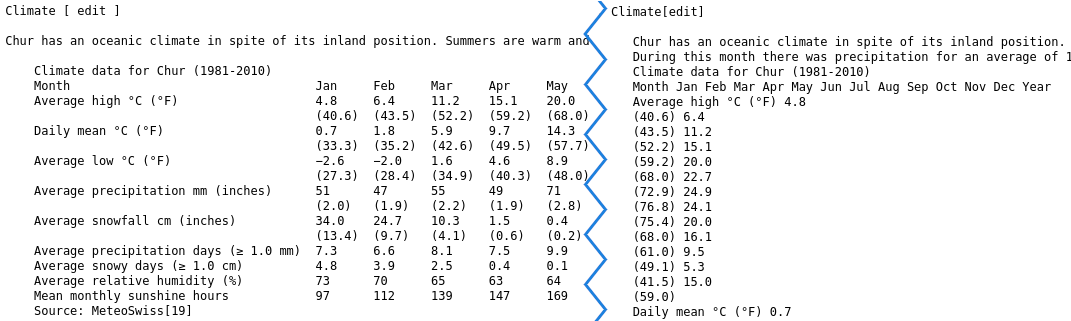 Climate [ edit ]
Chur has an oceanic climate in spite of its inland position. Summers are warm and
Climate data for Chur (1981-2010)
Month Jan Feb Mar Apr May
Average high °C (°F) 4.8 6.4 11.2 15.1 20.0
(40.6) (43.5) (52.2) (59.2) (68.0)
Daily mean °C (°F) 0.7 1.8 5.9 9.7 14.3
(33.3) (35.2) (42.6) (49.5) (57.7)
Average low °C (°F) −2.6 −2.0 1.6 4.6 8.9
(27.3) (28.4) (34.9) (40.3) (48.0)
Average precipitation mm (inches) 51 47 55 49 71
(2.0) (1.9) (2.2) (1.9) (2.8)
Average snowfall cm (inches) 34.0 24.7 10.3 1.5 0.4
(13.4) (9.7) (4.1) (0.6) (0.2)
Average precipitation days (≥ 1.0 mm) 7.3 6.6 8.1 7.5 9.9
Average snowy days (≥ 1.0 cm) 4.8 3.9 2.5 0.4 0.1
Average relative humidity (%) 73 70 65 63 64
Mean monthly sunshine hours 97 112 139 147 169
Source: MeteoSwiss[19]
Climate[edit]
Chur has an oceanic climate in spite of its inland position.
During this month there was precipitation for an average of 1
Climate data for Chur (1981-2010)
Month Jan Feb Mar Apr May Jun Jul Aug Sep Oct Nov Dec Year
Average high °C (°F) 4.8
(40.6) 6.4
(43.5) 11.2
(52.2) 15.1
(59.2) 20.0
(68.0) 22.7
(72.9) 24.9
(76.8) 24.1
(75.4) 20.0
(68.0) 16.1
(61.0) 9.5
(49.1) 5.3
(41.5) 15.0
(59.0)
Daily mean °C (°F) 0.7